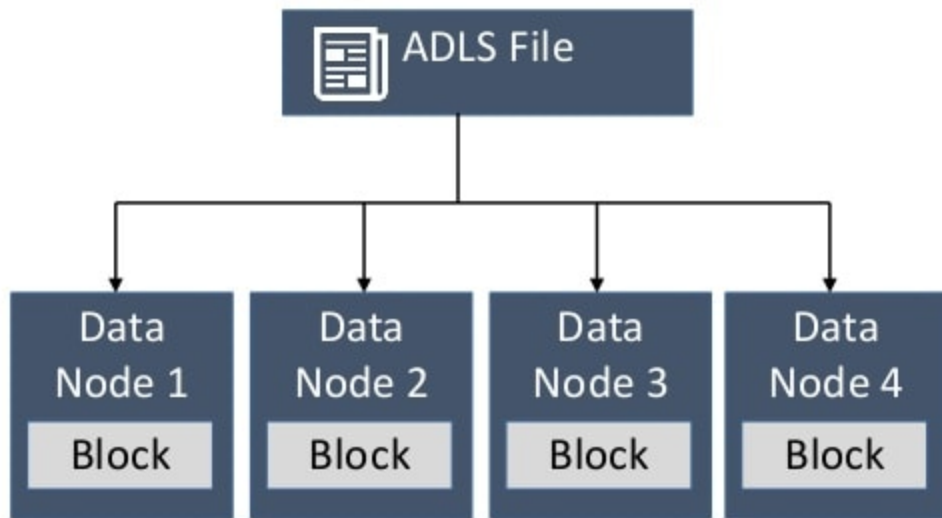 ADLS File
Data
Node 1
Block
Data
Node 2
Block
Data
Node 3
Block
Data
Node 4
Block